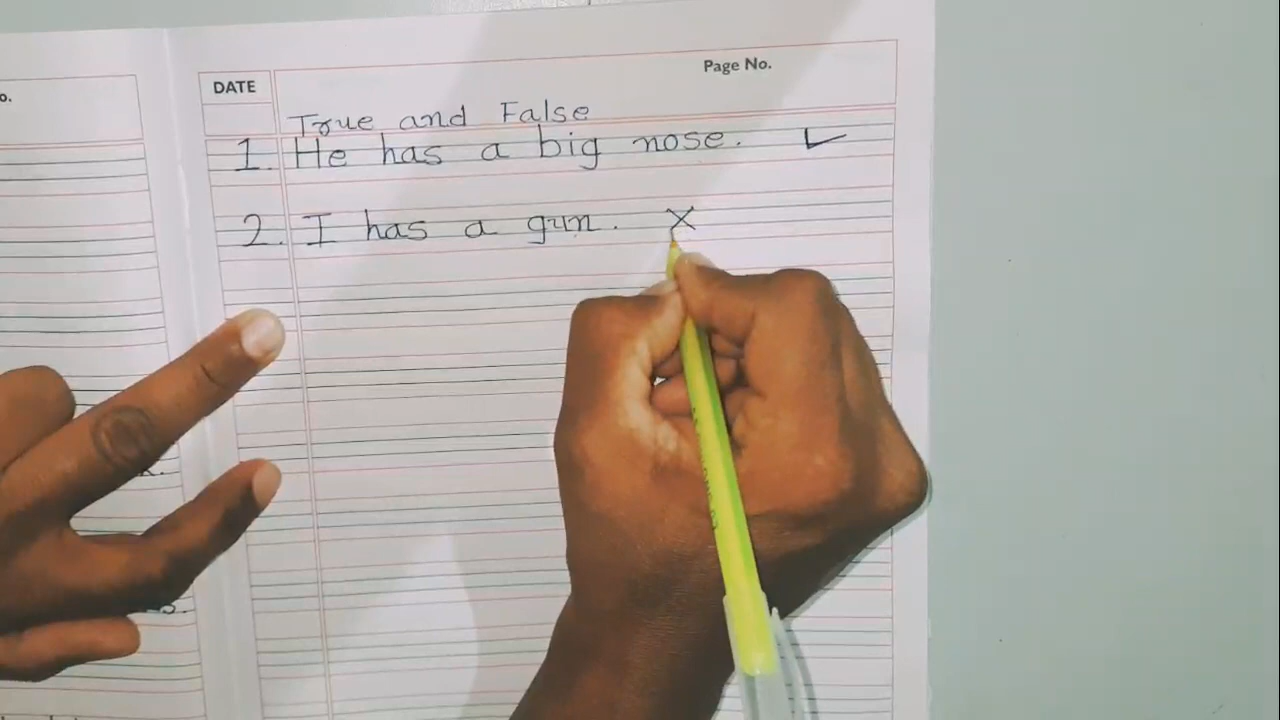 o.
DATE
Page No.
True and False
1. He has a big nose. ✓
2. I has a gun. X